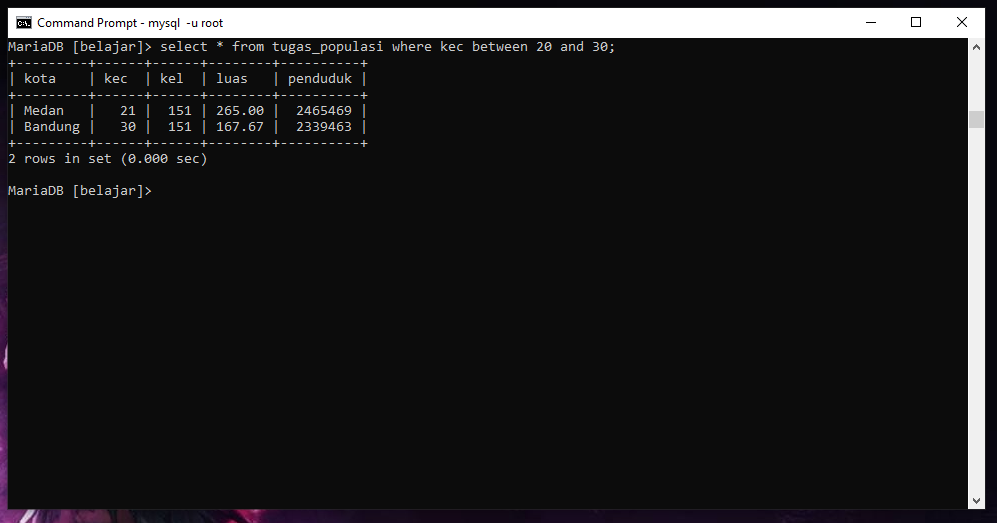 Command Prompt - mysql  -u root
MariaDB [belajar]> select * from tugas_populasi where kec between 20 and 30;
+---------+------+------+--------+----------+
| kota    | kec  | kel  | luas   | penduduk |
+---------+------+------+--------+----------+
| Medan   |   21 |  151 | 265.00 |  2465469 |
| Bandung |   30 |  151 | 167.67 |  2339463 |
+---------+------+------+--------+----------+
2 rows in set (0.000 sec)
MariaDB [belajar]>